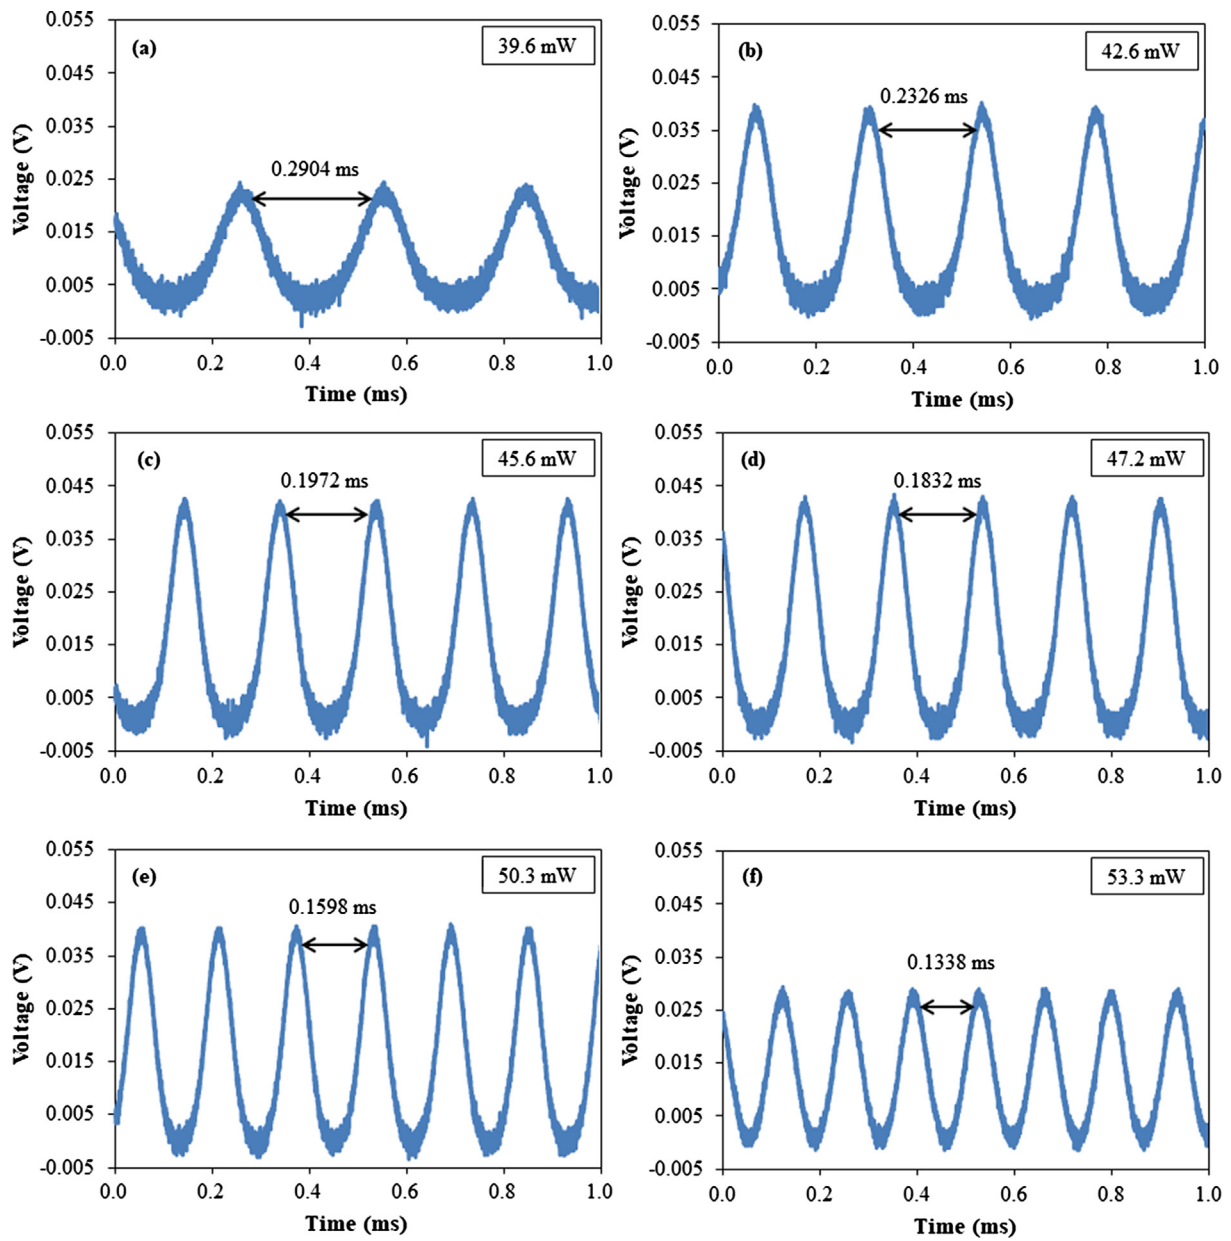 (a)
39.6 mW
0.2904 ms
0.055
0.045
0.035
0.025
0.015
0.005
-0.005
Voltage (V)
0.0 0.2 0.4 0.6 0.8 1.0
Time (ms)
(b)
42.6 mW
0.2326 ms
0.055
0.045
0.035
0.025
0.015
0.005
-0.005
Voltage (V)
0.0 0.2 0.4 0.6 0.8 1.0
Time (ms)
(c)
45.6 mW
0.1972 ms
0.055
0.045
0.035
0.025
0.015
0.005
-0.005
Voltage (V)
0.0 0.2 0.4 0.6 0.8 1.0
Time (ms)
(d)
47.2 mW
0.1832 ms
0.055
0.045
0.035
0.025
0.015
0.005
-0.005
Voltage (V)
0.0 0.2 0.4 0.6 0.8 1.0
Time (ms)
(e)
50.3 mW
0.1598 ms
0.055
0.045
0.035
0.025
0.015
0.005
-0.005
Voltage (V)
0.0 0.2 0.4 0.6 0.8 1.0
Time (ms)
(f)
53.3 mW
0.1338 ms
0.055
0.045
0.035
0.025
0.015
0.005
-0.005
Voltage (V)
0.0 0.2 0.4 0.6 0.8 1.0
Time (ms)